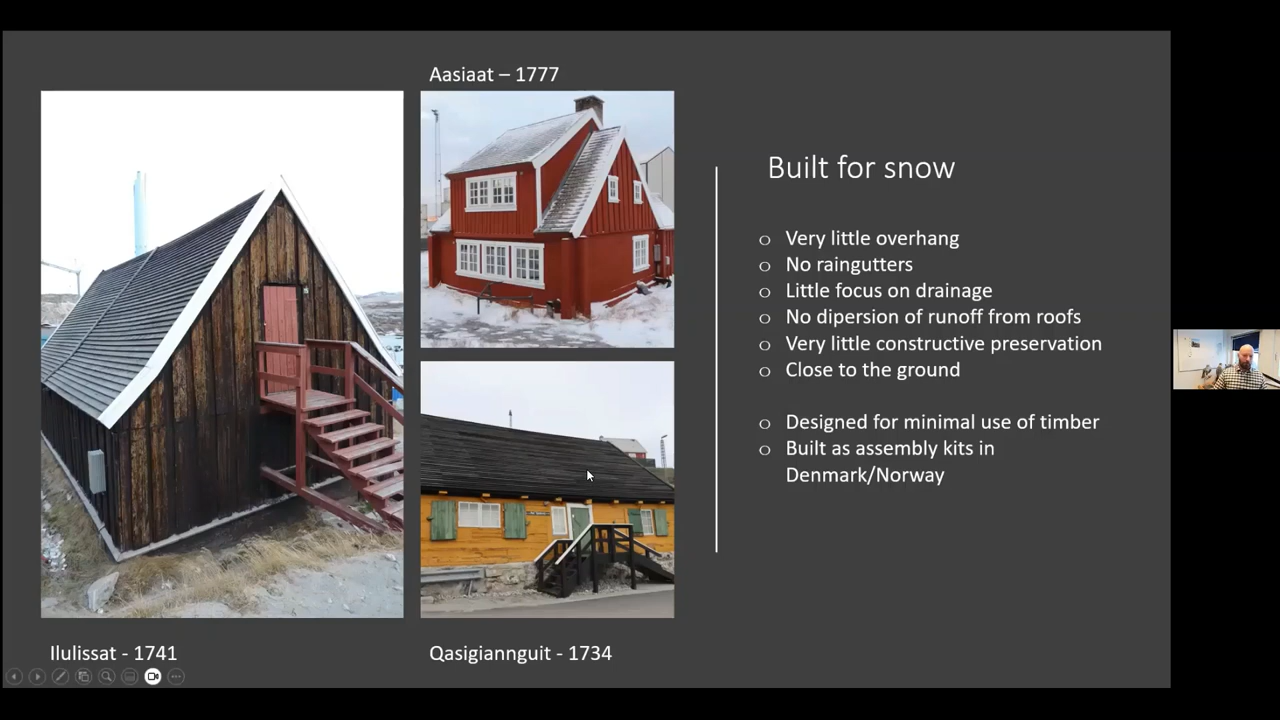 Aasiaat – 1777
Built for snow
o Very little overhang
o No raingutters
o Little focus on drainage
o No dipersion of runoff from roofs
o Very little constructive preservation
o Close to the ground
o Designed for minimal use of timber
o Built as assembly kits in
Denmark/Norway
Ilulissat - 1741
Qasigiannguit - 1734